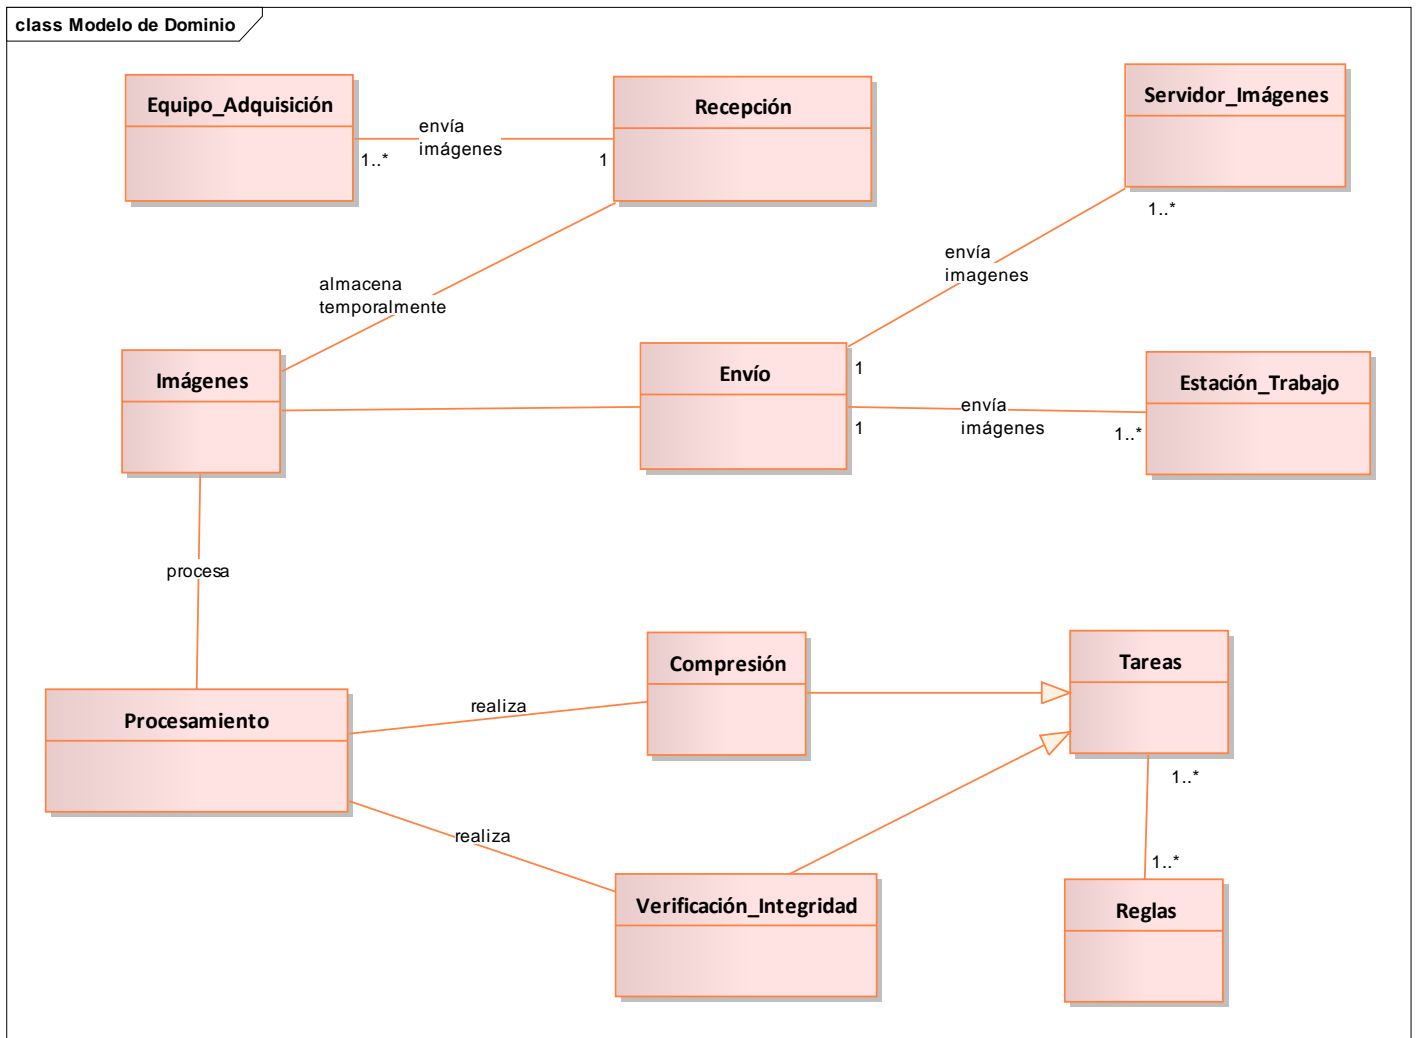 class Modelo de Dominio
Equipo_Adquisición
Recepción
Servidor_Imágenes
envía
imágenes
1..*
1
1..*
envía
imagenes
almacena
temporalmente
Imágenes
Envío
1
Estación_Trabajo
envía
imágenes
1
1..*
procesa
Compresión
Tareas
realiza
Procesamiento
1..*
realiza
1..*
Verificación_Integridad
Reglas